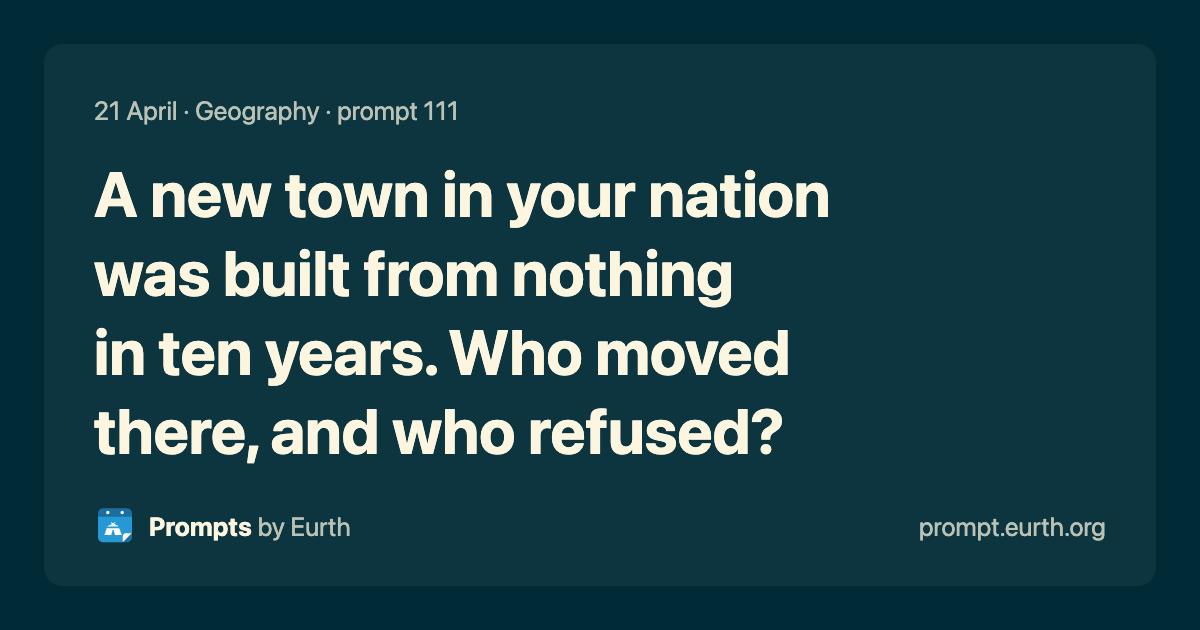 21 April · Geography · prompt 111
A new town in your nation
was built from nothing
in ten years. Who moved
there, and who refused?
Prompts by Eurth
prompt.eurth.org